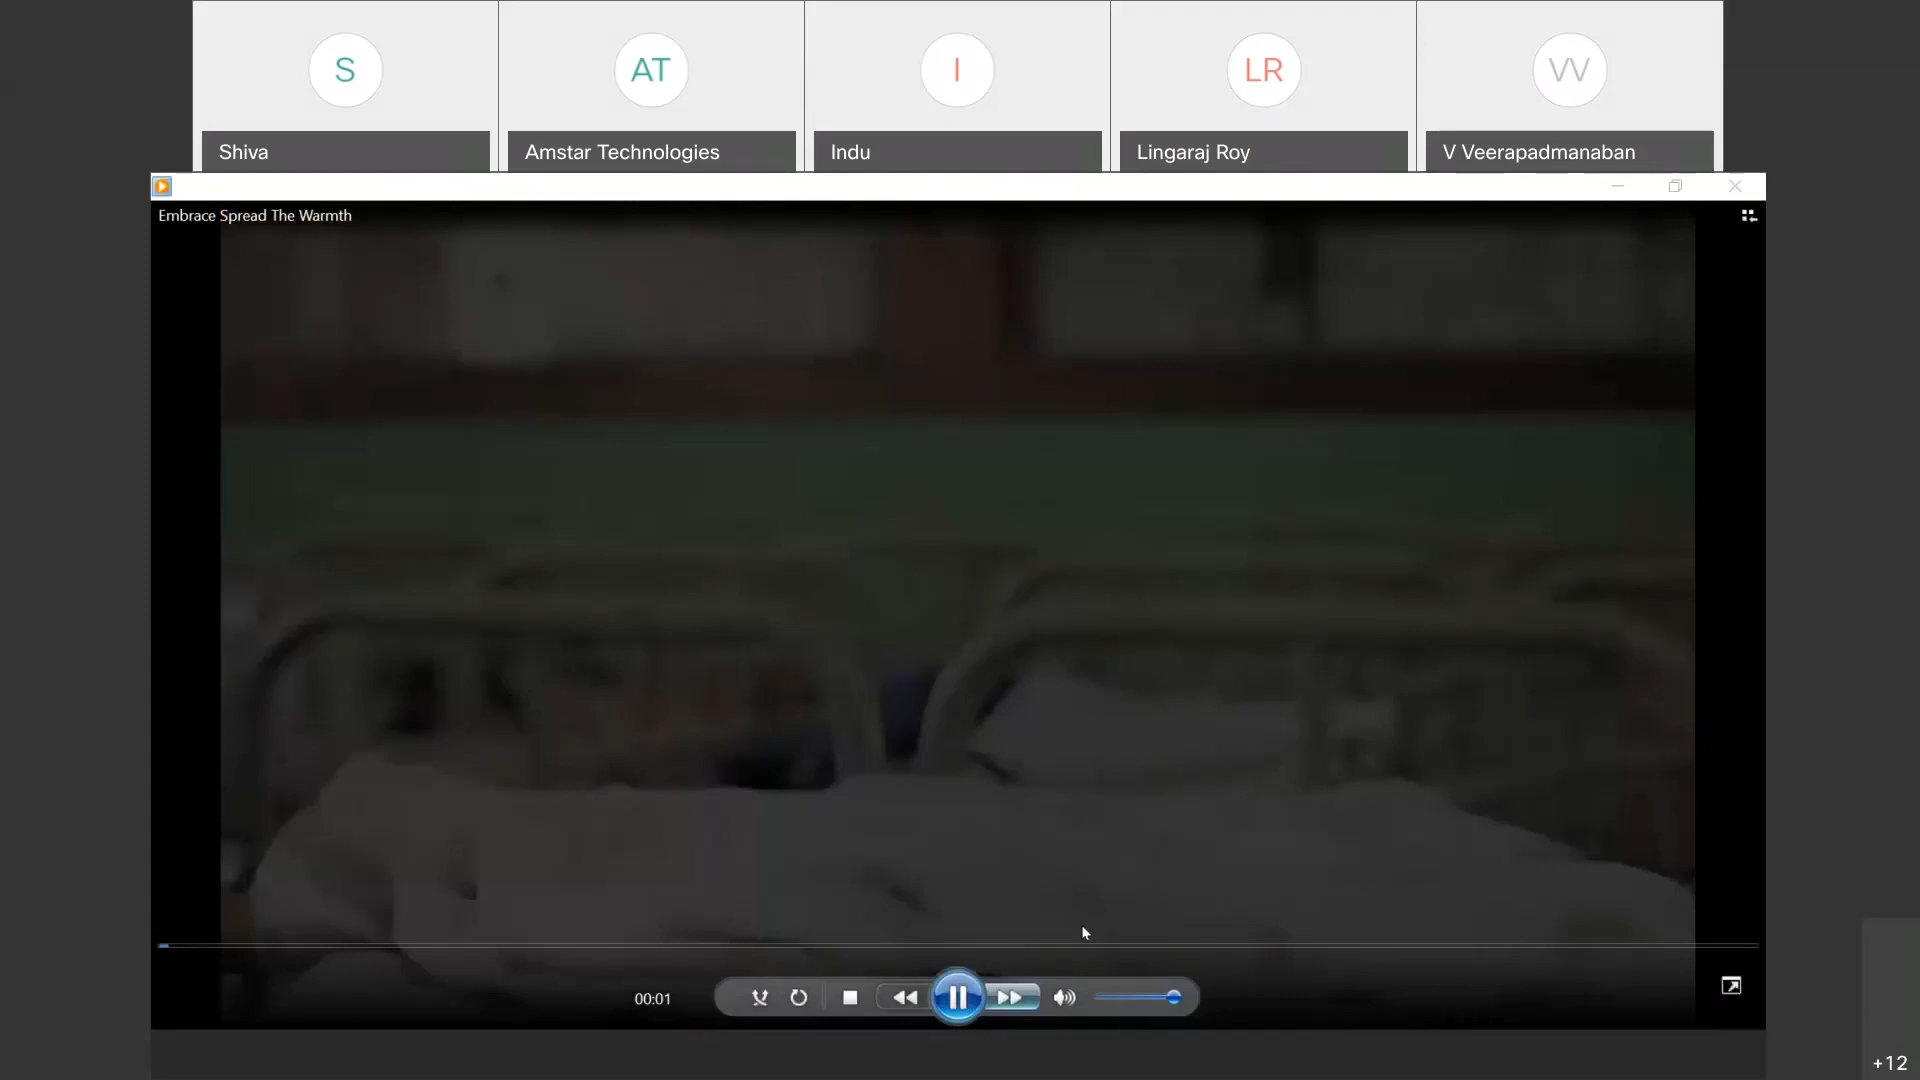 S
AT
I
LR
VV
Shiva
Amstar Technologies
Indu
Lingaraj Roy
V Veerapadmanaban
Embrace Spread The Warmth
00:01
+12